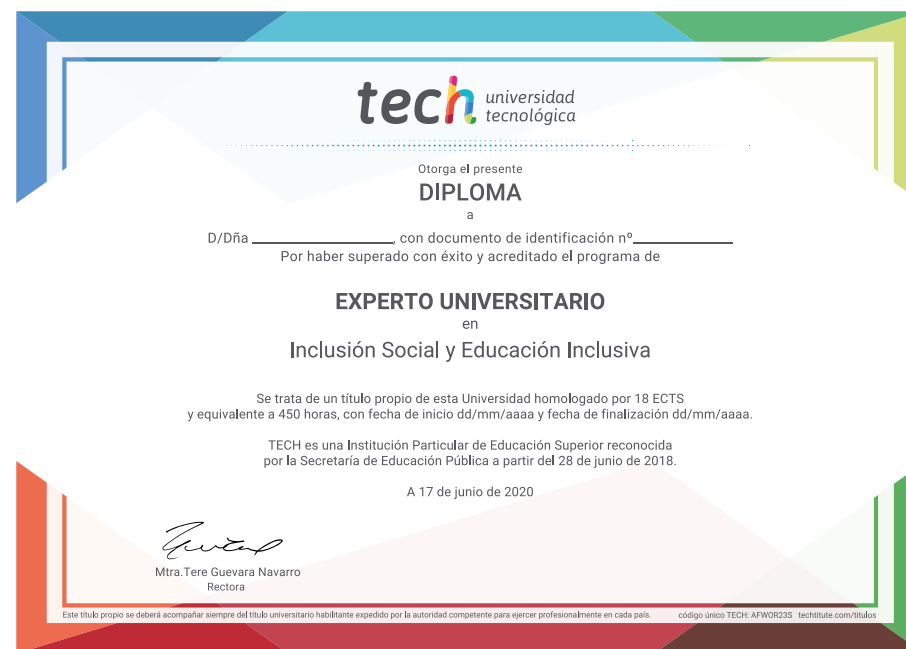 tech universidad
tecnológica
Otorga el presente
DIPLOMA
a
D/Dña ____________________, con documento de identificación nº______________
Por haber superado con éxito y acreditado el programa de
EXPERTO UNIVERSITARIO
en
Inclusión Social y Educación Inclusiva
Se trata de un título propio de esta Universidad homologado por 18 ECTS
y equivalente a 450 horas, con fecha de inicio dd/mm/aaaa y fecha de finalización dd/mm/aaaa.
TECH es una Institución Particular de Educación Superior reconocida
por la Secretaría de Educación Pública a partir del 28 de junio de 2018.
A 17 de junio de 2020
Mtra.Tere Guevara Navarro
Rectora
Este título propio se deberá acompañar siempre del título universitario habilitante expedido por la autoridad competente para ejercer profesionalmente en cada país. código único TECH: AFWOR23S techtitute.com/titulos